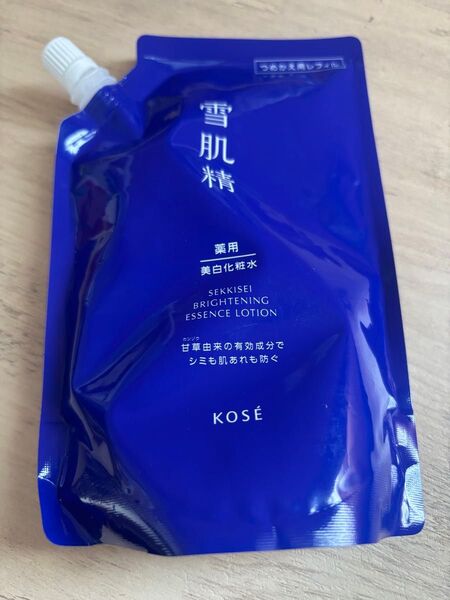 つめかえ用レフィル
雪肌精
薬用
美白化粧水
SEKKISEI
BRIGHTENING
ESSENCE LOTION
カンゾウ
甘草由来の有効成分で
シミも肌あれも防ぐ
KOSÉ